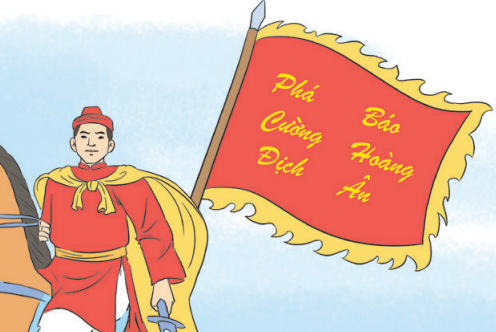 Phá
Cường
Địch
Báo
Hoàng
Ân